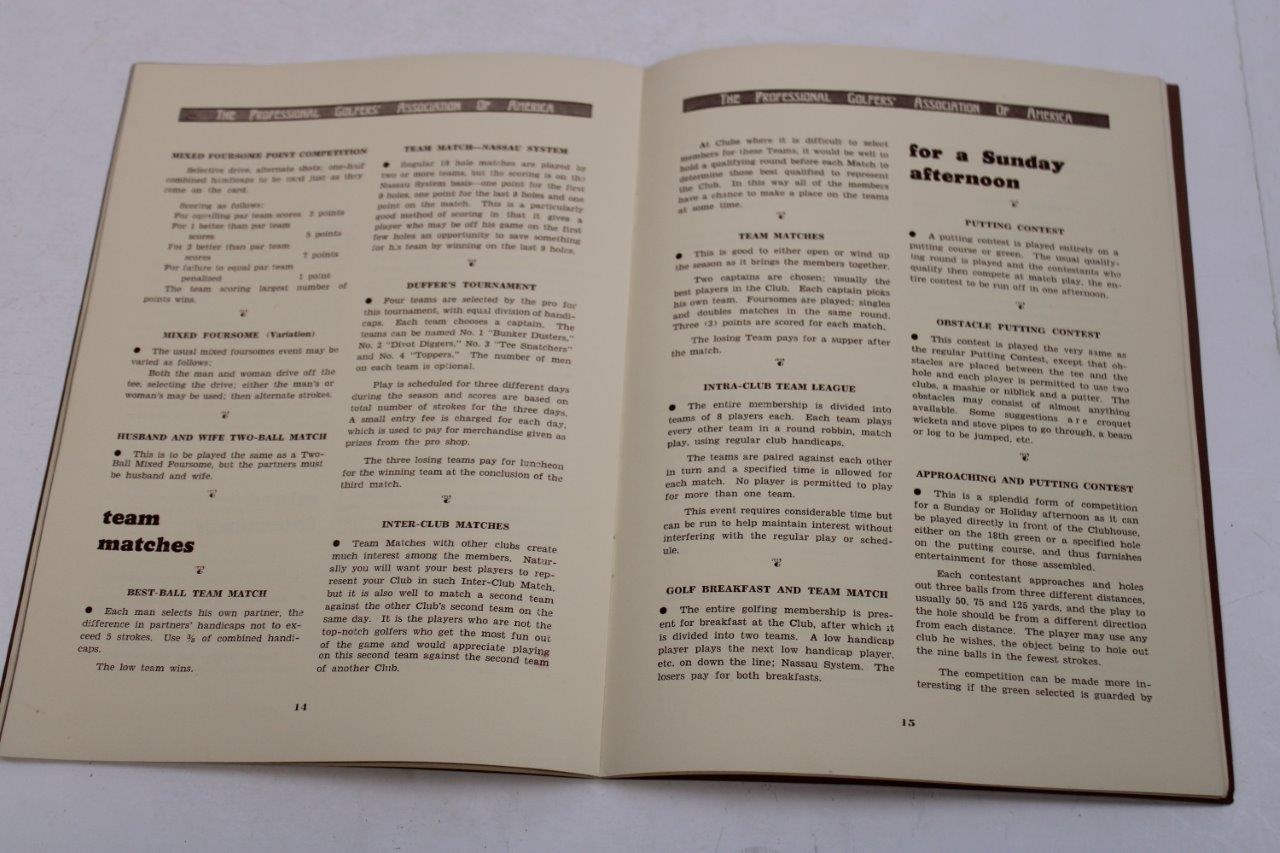 THE PROFESSIONAL GOLFERS' ASSOCIATION OF AMERICA
MIXED FOURSOME POINT COMPETITION
Selective drive, alternate shots; one-half
combined handicaps to be used just as they
come on the card.
Scoring as follows:
For equalling par team scores 3 points
For 1 better than par team
scores 5 points
For 2 better than par team
scores 7 points
For failure to equal par team
penalized 1 point
The team scoring largest number of
points wins.
MIXED FOURSOME (Variation)
● The usual mixed foursomes event may be
varied as follows:
Both the man and woman drive off the
tee, selecting the drive; either the man's or
woman's may be used; then alternate strokes.
HUSBAND AND WIFE TWO-BALL MATCH
● This is to be played the same as a Two-
Ball Mixed Foursome, but the partners must
be husband and wife.
team
matches
BEST-BALL TEAM MATCH
● Each man selects his own partner, the
difference in partners' handicaps not to ex-
ceed 5 strokes. Use of combined handi-
caps.
The low team wins.
TEAM MATCH—NASSAU SYSTEM
● Regular 18 hole matches are played by
two or more teams, but the scoring is on the
Nassau System basis—one point for the first
9 holes, one point for the last 9 holes and one
point on the match. This is a particularly
good method of scoring in that it gives a
player who may be off his game on the first
few holes an opportunity to save something
for his team by winning on the last 9 holes.
DUFFER'S TOURNAMENT
● Four teams are selected by the pro for
this tournament, with equal division of handi-
caps. Each team chooses a captain. The
teams can be named No. 1 "Bunker Dusters,"
No. 2 "Divot Diggers," No. 3 "Tee Snatchers"
and No. 4 "Toppers." The number of men
on each team is optional.
Play is scheduled for three different days
during the season and scores are based on
total number of strokes for the three days.
A small entry fee is charged for each day,
which is used to pay for merchandise given as
prizes from the pro shop.
The three losing teams pay for luncheon
for the winning team at the conclusion of the
third match.
INTER-CLUB MATCHES
● Team Matches with other clubs create
much interest among the members. Natur-
ally you will want your best players to rep-
resent your Club in such Inter-Club Match,
but it is also well to match a second team
against the other Club's second team on the
same day. It is the players who are not the
top-notch golfers who get the most fun out
of the game and would appreciate playing
on this second team against the second team
of another Club.
14
THE PROFESSIONAL GOLFERS' ASSOCIATION OF AMERICA
At Clubs where it is difficult to select
members for these Teams, it would be well to
hold a qualifying round before each Match to
determine those best qualified to represent
the Club. In this way all of the members
have a chance to make a place on the teams
at some time.
TEAM MATCHES
● This is good to either open or wind up
the season as it brings the members together.
Two captains are chosen; usually the
best players in the Club. Each captain picks
his own team. Foursomes are played; singles
and doubles matches in the same round.
Three (3) points are scored for each match.
The losing Team pays for a supper after
the match.
INTRA-CLUB TEAM LEAGUE
● The entire membership is divided into
teams of 8 players each. Each team plays
every other team in a round robbin, match
play, using regular club handicaps.
The teams are paired against each other
in turn and a specified time is allowed for
each match. No player is permitted to play
for more than one team.
This event requires considerable time but
can be run to help maintain interest without
interfering with the regular play or sched-
ule.
GOLF BREAKFAST AND TEAM MATCH
● The entire golfing membership is pres-
ent for breakfast at the Club, after which it
is divided into two teams. A low handicap
player plays the next low handicap player,
etc. on down the line; Nassau System. The
losers pay for both breakfasts.
for a Sunday
afternoon
PUTTING CONTEST
● A putting contest is played entirely on a
putting course or green. The usual qualify-
ing round is played and the contestants who
qualify then compete at match play, the en-
tire contest to be run off in one afternoon.
OBSTACLE PUTTING CONTEST
● This contest is played the very same as
the regular Putting Contest, except that ob-
stacles are placed between the tee and the
hole and each player is permitted to use two
clubs, a mashie or niblick and a putter. The
obstacles may consist of almost anything
available. Some suggestions are croquet
wickets and stove pipes to go through, a beam
or log to be jumped, etc.
APPROACHING AND PUTTING CONTEST
● This is a splendid form of competition
for a Sunday or Holiday afternoon as it can
be played directly in front of the Clubhouse,
either on the 18th green or a specified hole
on the putting course, and thus furnishes
entertainment for those assembled.
Each contestant approaches and holes
out three balls from three different distances,
usually 50, 75 and 125 yards, and the play to
the hole should be from a different direction
from each distance. The player may use any
club he wishes, the object being to hole out
the nine balls in the fewest strokes.
The competition can be made more in-
teresting if the green selected is guarded by
15